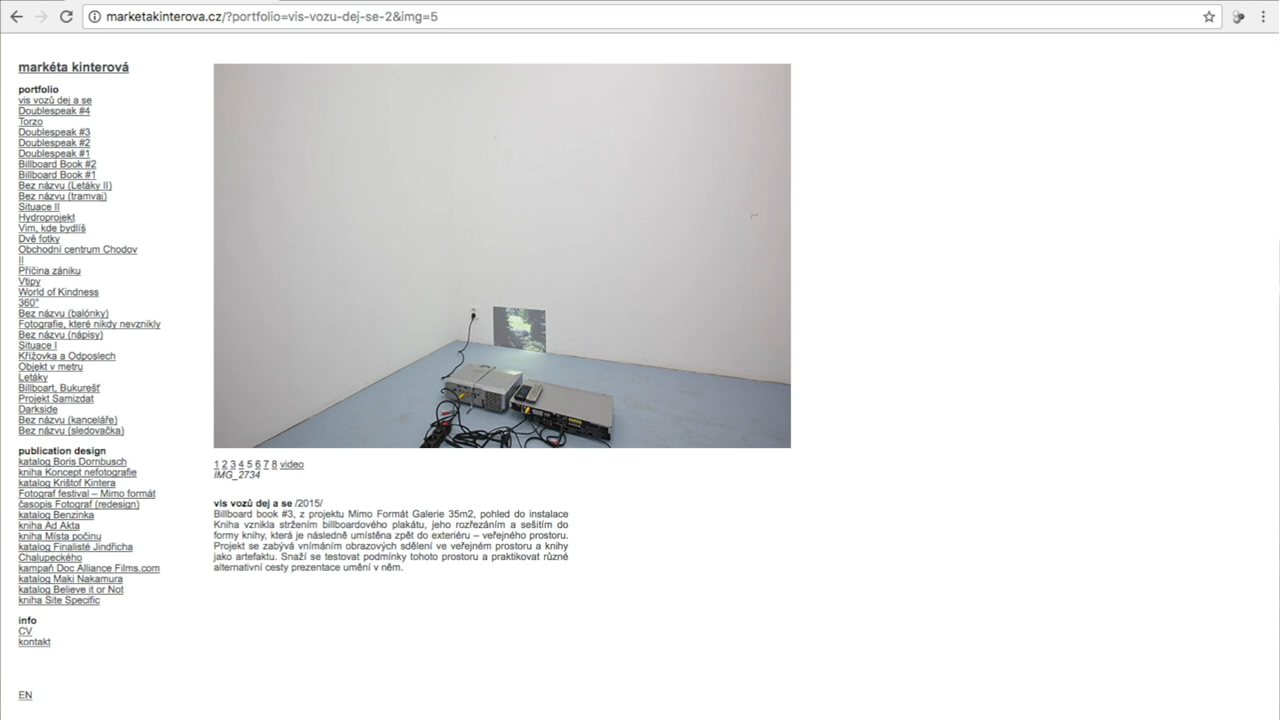 marketakinterova.cz/?portfolio=vis-vozu-dej-se-2&img=5
markéta kinterová
portfolio
vis vozů dej a se
Doublespeak #4
Torzo
Doublespeak #3
Doublespeak #2
Doublespeak #1
Billboard Book #2
Billboard Book #1
Bez názvu (Letáky II)
Bez názvu (tramvaj)
Situace II
Hydroprojekt
Vim, kde bydlíš
Dvě fotky
Obchodní centrum Chodov
II
Příčina zániku
Vtipy
World of Kindness
360°
Bez názvu (balónky)
Fotografie, které nikdy nevznikly
Bez názvu (nápisy)
Situace I
Křížovka a Odposlech
Objekt v metru
Letáky
Billboart, Bukurešť
Projekt Samizdat
Darkside
Bez názvu (kanceláře)
Bez názvu (sledovačka)
publication design
katalog Boris Dornbusch
kniha Koncept nefotografie
katalog Krištof Kintera
Fotograf festival – Mimo formát
časopis Fotograf (redesign)
katalog Benzinka
kniha Ad Akta
kniha Místa počinu
katalog Finalisté Jindřicha
Chalupeckého
kampaň Doc Alliance Films.com
katalog Maki Nakamura
katalog Believe it or Not
kniha Site Specific
info
CV
kontakt
EN
1 2 3 4 5 6 7 8 video
IMG_2734
vis vozů dej a se /2015/
Billboard book #3, z projektu Mimo Formát Galerie 35m2, pohled do instalace
Kniha vznikla stržením billboardového plakátu, jeho rozřezáním a sešitím do
formy knihy, která je následně umístěna zpět do exteriéru – veřejného prostoru.
Projekt se zabývá vnímáním obrazových sdělení ve veřejném prostoru a knihy
jako artefaktu. Snaží se testovat podmínky tohoto prostoru a praktikovat různé
alternativní cesty prezentace umění v něm.